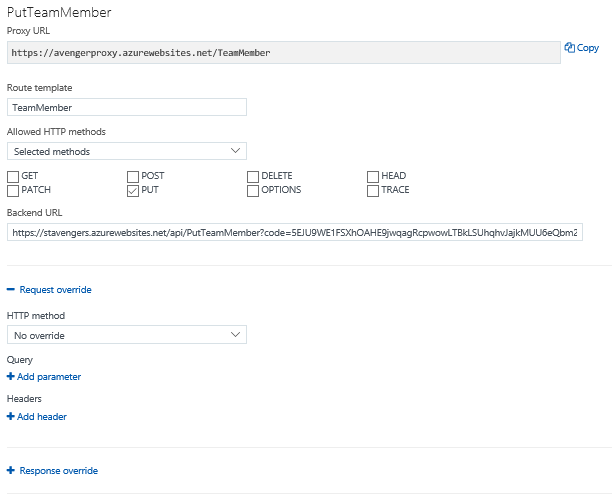 PutTeamMember
Proxy URL
https://avengerproxy.azurewebsites.net/TeamMember
Copy
Route template
TeamMember
Allowed HTTP methods
Selected methods
GET POST DELETE HEAD
PATCH PUT OPTIONS TRACE
Backend URL
https://stavengers.azurewebsites.net/api/PutTeamMember?code=5EJU9WE1FSXhOAHE9jwqagRcpwowLTBkLSUhqhvJajkMUU6eQbm2
Request override
HTTP method
No override
Query
Add parameter
Headers
Add header
Response override